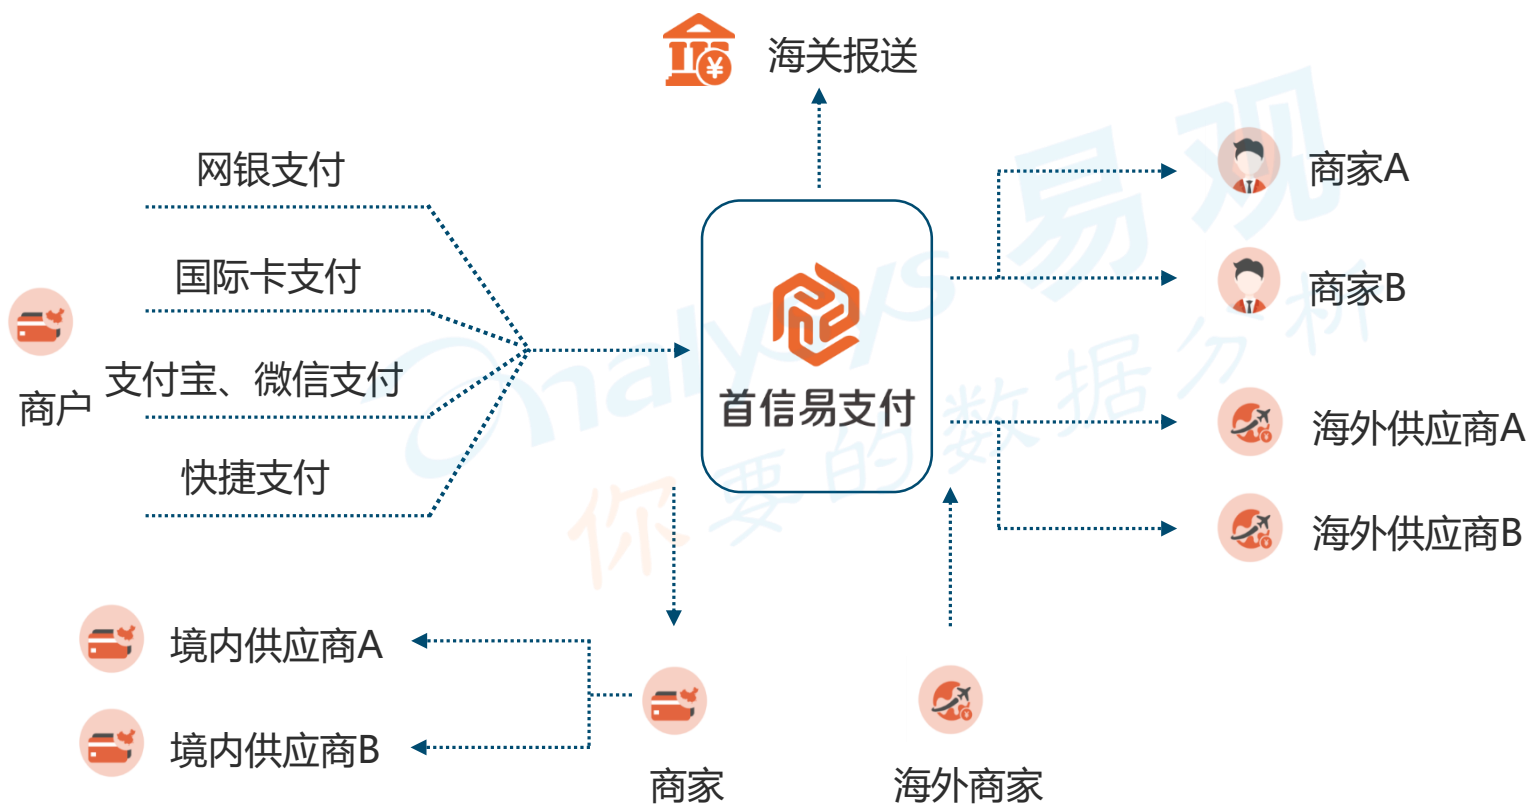 海关报送
网银支付
商家A
国际卡支付
商家B
支付宝、微信支付
商户
首信易支付
海外供应商A
快捷支付
海外供应商B
境内供应商A
境内供应商B
商家
海外商家
¥
analysys 易观
你要的数据分析